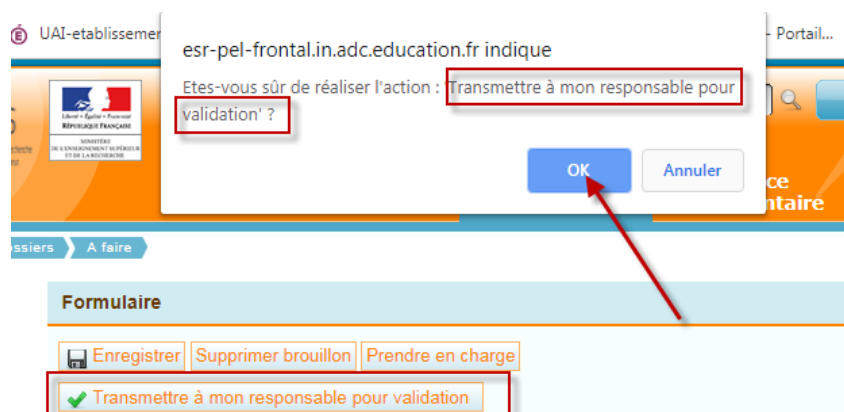 UAI-etablissemer
- Portail...
esr-pel-frontal.in.adc.education.fr indique
Etes-vous sûr de réaliser l'action : 'Transmettre à mon responsable pour
validation' ?
OK
Annuler
Liberté • Égalité • Fraternité
RÉPUBLIQUE FRANÇAISE
MINISTÈRE
DE L'ENSEIGNEMENT SUPÉRIEUR
ET DE LA RECHERCHE
ce
ntaire
ossiers
A faire
Formulaire
Enregistrer
Supprimer brouillon
Prendre en charge
Transmettre à mon responsable pour validation